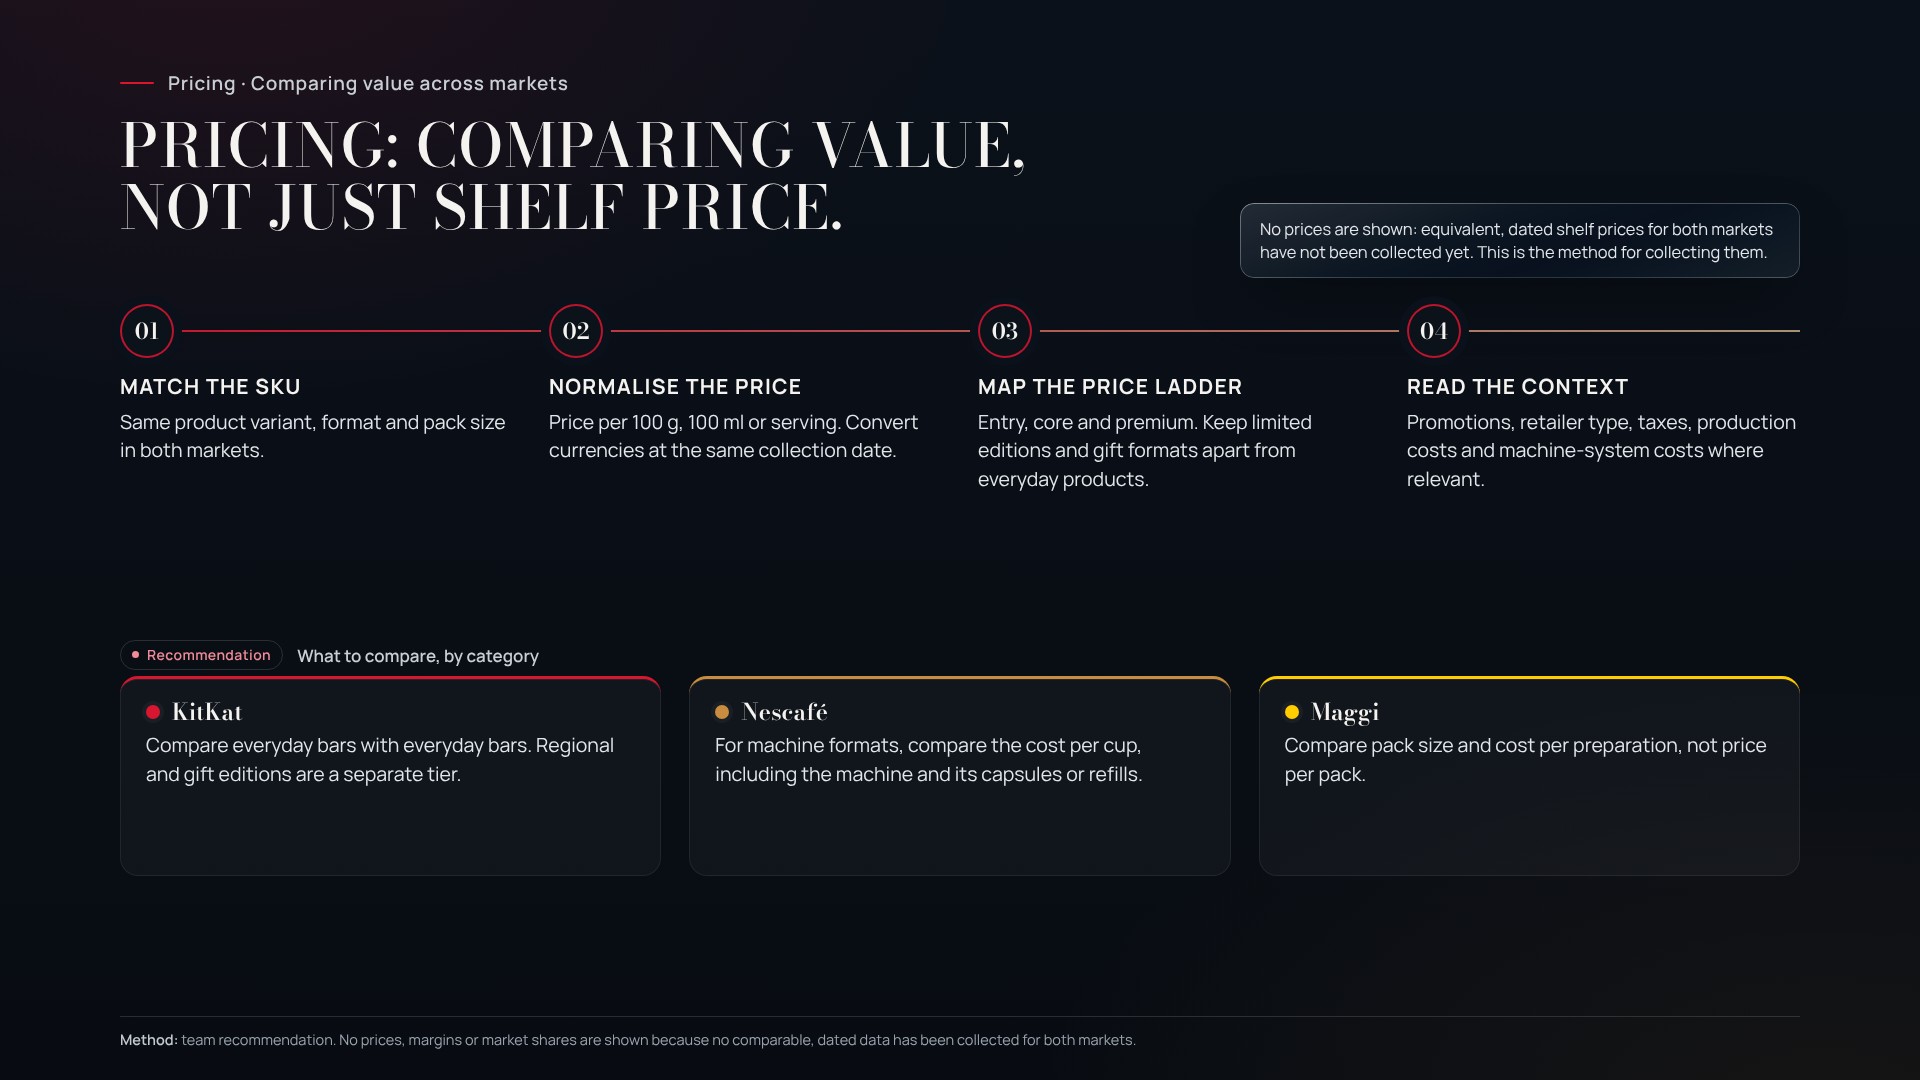 Pricing · Comparing value across markets
PRICING: COMPARING VALUE,
NOT JUST SHELF PRICE.
No prices are shown: equivalent, dated shelf prices for both markets
have not been collected yet. This is the method for collecting them.
01
MATCH THE SKU
Same product variant, format and pack size
in both markets.
02
NORMALISE THE PRICE
Price per 100 g, 100 ml or serving. Convert
currencies at the same collection date.
03
MAP THE PRICE LADDER
Entry, core and premium. Keep limited
editions and gift formats apart from
everyday products.
04
READ THE CONTEXT
Promotions, retailer type, taxes, production
costs and machine-system costs where
relevant.
Recommendation What to compare, by category
KitKat
Compare everyday bars with everyday bars. Regional
and gift editions are a separate tier.
Nescafé
For machine formats, compare the cost per cup,
including the machine and its capsules or refills.
Maggi
Compare pack size and cost per preparation, not price
per pack.
Method: team recommendation. No prices, margins or market shares are shown because no comparable, dated data has been collected for both markets.